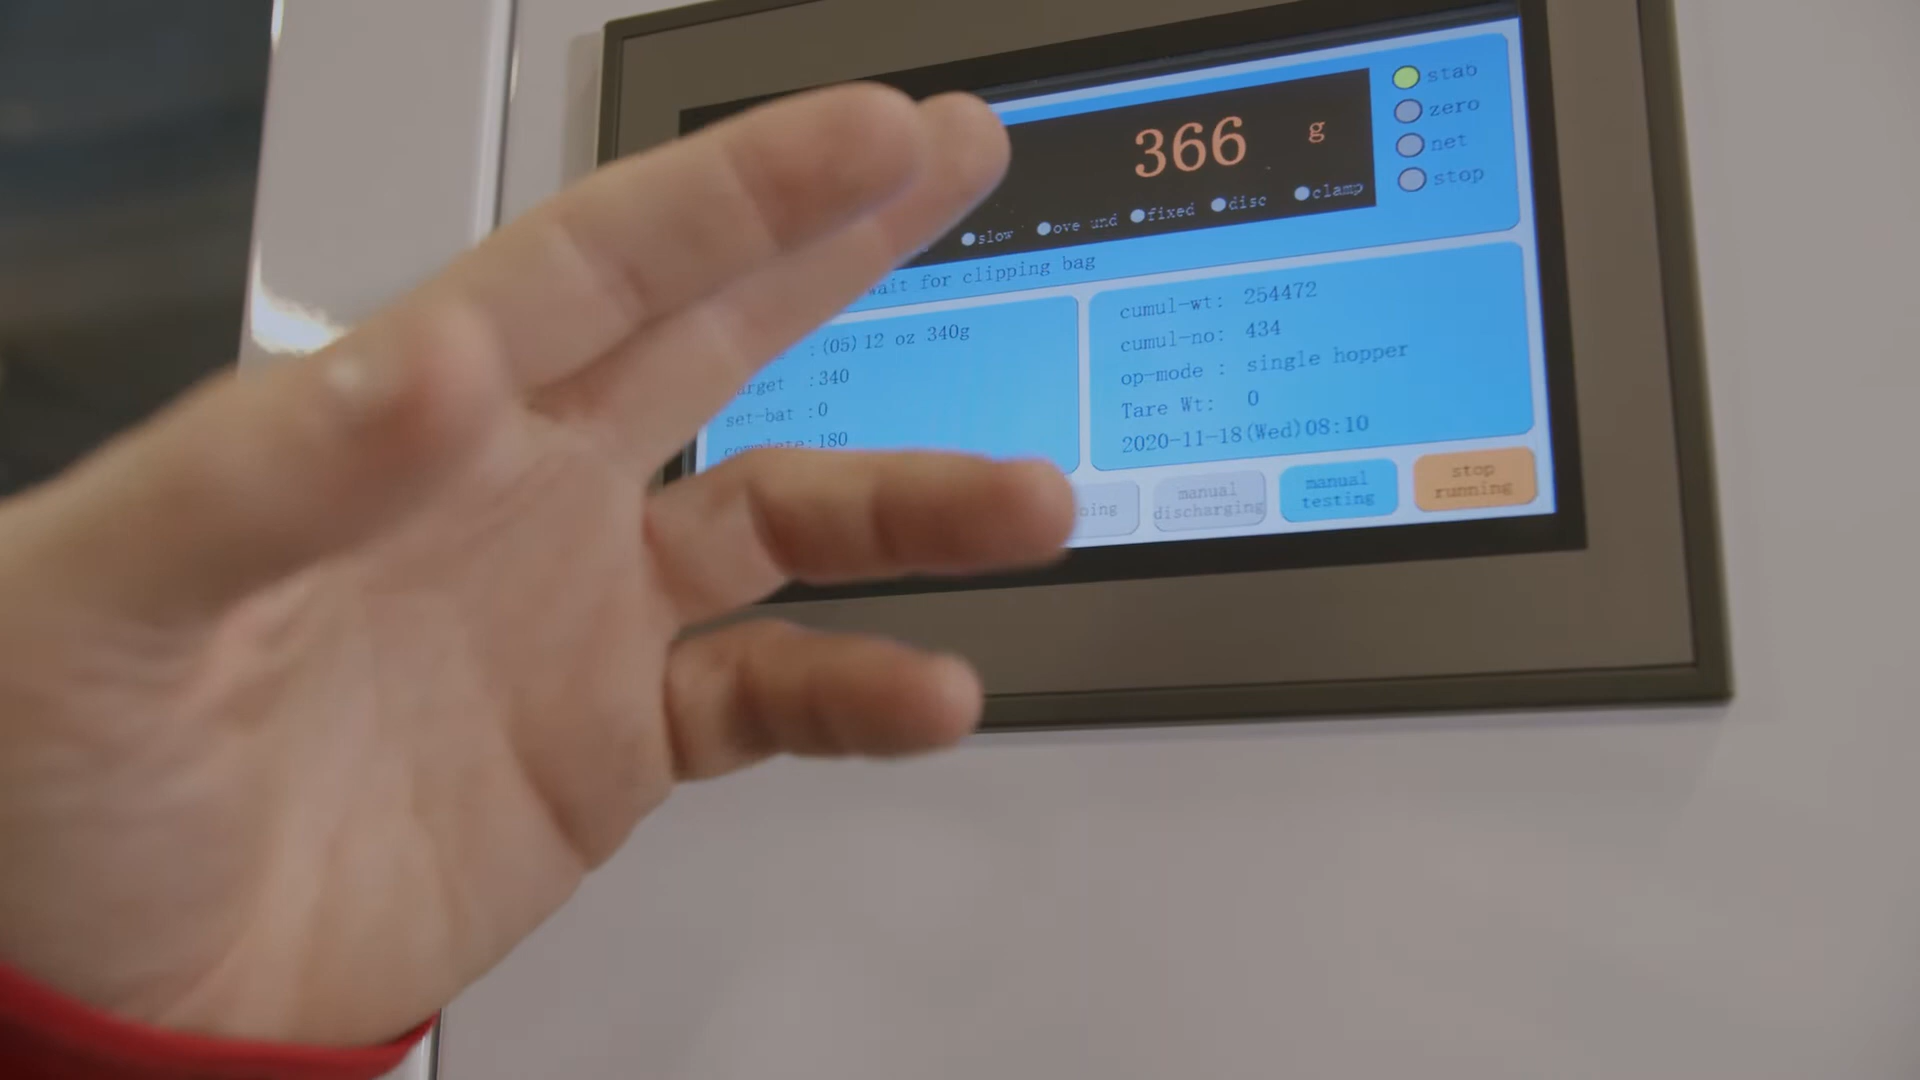 366 g
stab
zero
net
stop
slow ove und fixed disc clamp
wait for clipping bag
:(05) 12 oz 340g
:340
set-bat :0
complete:180
cumul-wt: 254472
cumul-no: 434
op-mode : single hopper
Tare Wt: 0
2020-11-18(Wed)08:10
manual
discharging
manual
testing
stop
running